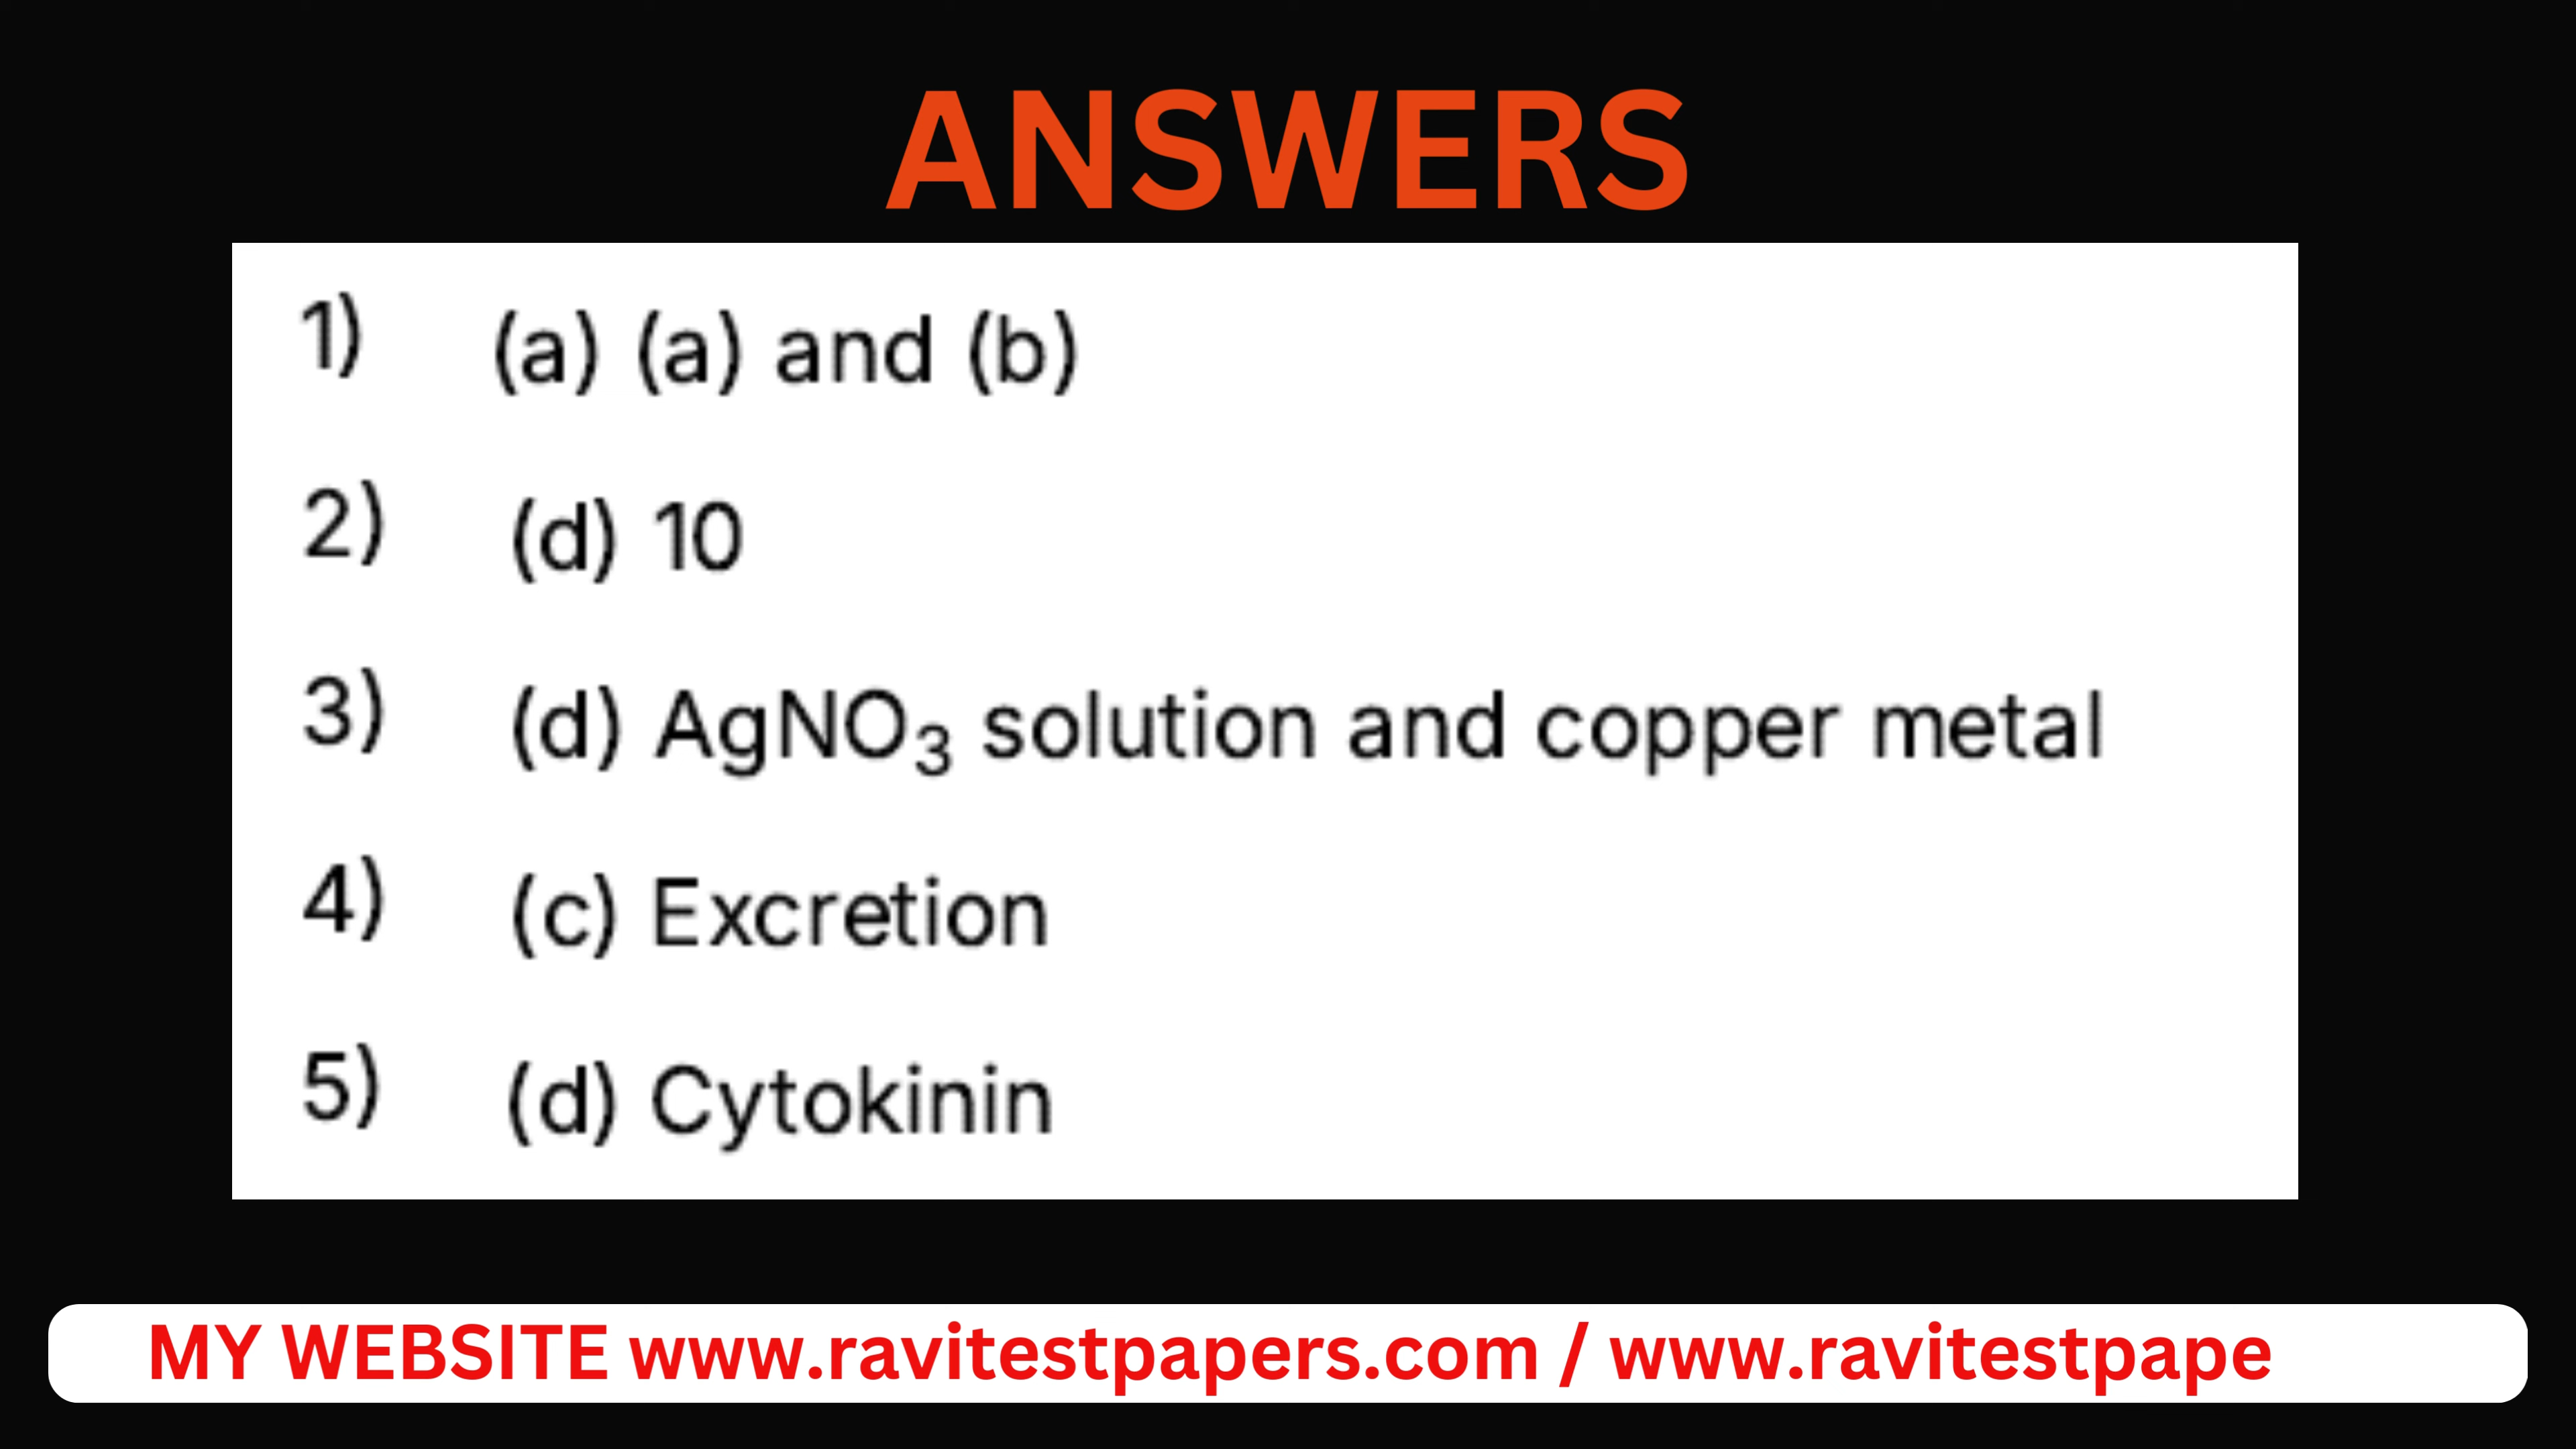 ANSWERS
1) (a) (a) and (b)
2) (d) 10
3) (d) AgNO₃ solution and copper metal
4) (c) Excretion
5) (d) Cytokinin
MY WEBSITE www.ravitestpapers.com / www.ravitestpape